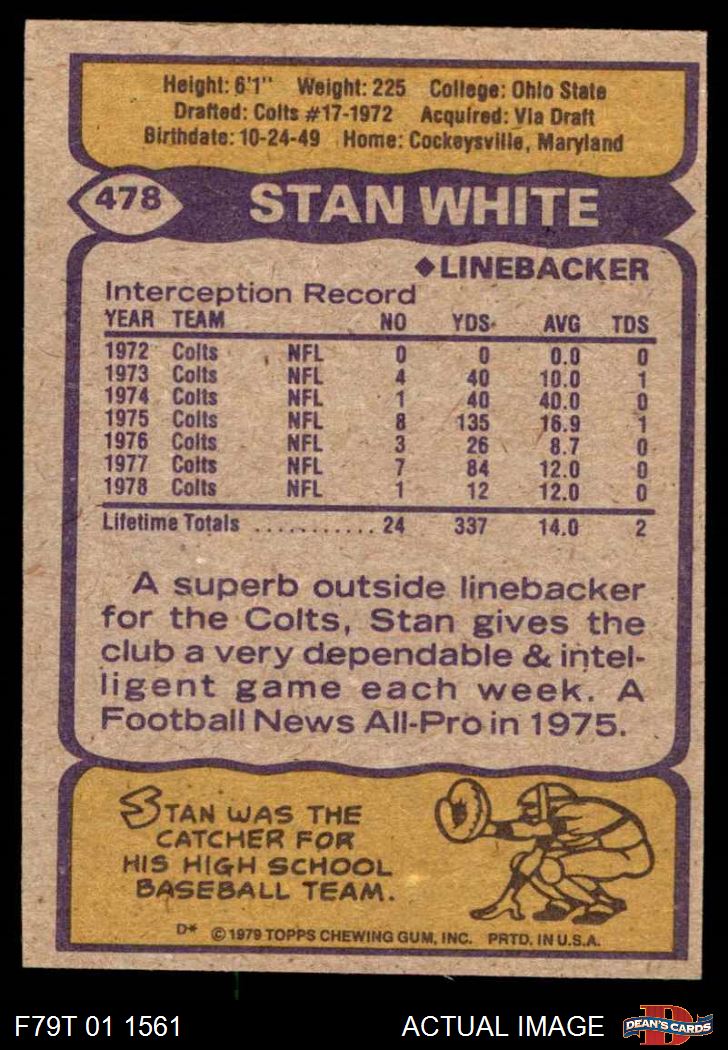 Height: 6'1" Weight: 225 College: Ohio State
Drafted: Colts #17-1972 Acquired: Via Draft
Birthdate: 10-24-49 Home: Cockeysville, Maryland
478 STAN WHITE
◆LINEBACKER
Interception Record
YEAR TEAM NO YDS. AVG TDS
1972 Colts NFL 0 0 0.0 0
1973 Colts NFL 4 40 10.0 1
1974 Colts NFL 1 40 40.0 0
1975 Colts NFL 8 135 16.9 1
1976 Colts NFL 3 26 8.7 0
1977 Colts NFL 7 84 12.0 0
1978 Colts NFL 1 12 12.0 0
Lifetime Totals ........... 24 337 14.0 2
A superb outside linebacker
for the Colts, Stan gives the
club a very dependable & intel-
ligent game each week. A
Football News All-Pro in 1975.
STAN WAS THE
CATCHER FOR
HIS HIGH SCHOOL
BASEBALL TEAM.
D* © 1979 TOPPS CHEWING GUM, INC. PRTD. IN U.S.A.
F79T 01 1561 ACTUAL IMAGE D DEAN'S CARDS